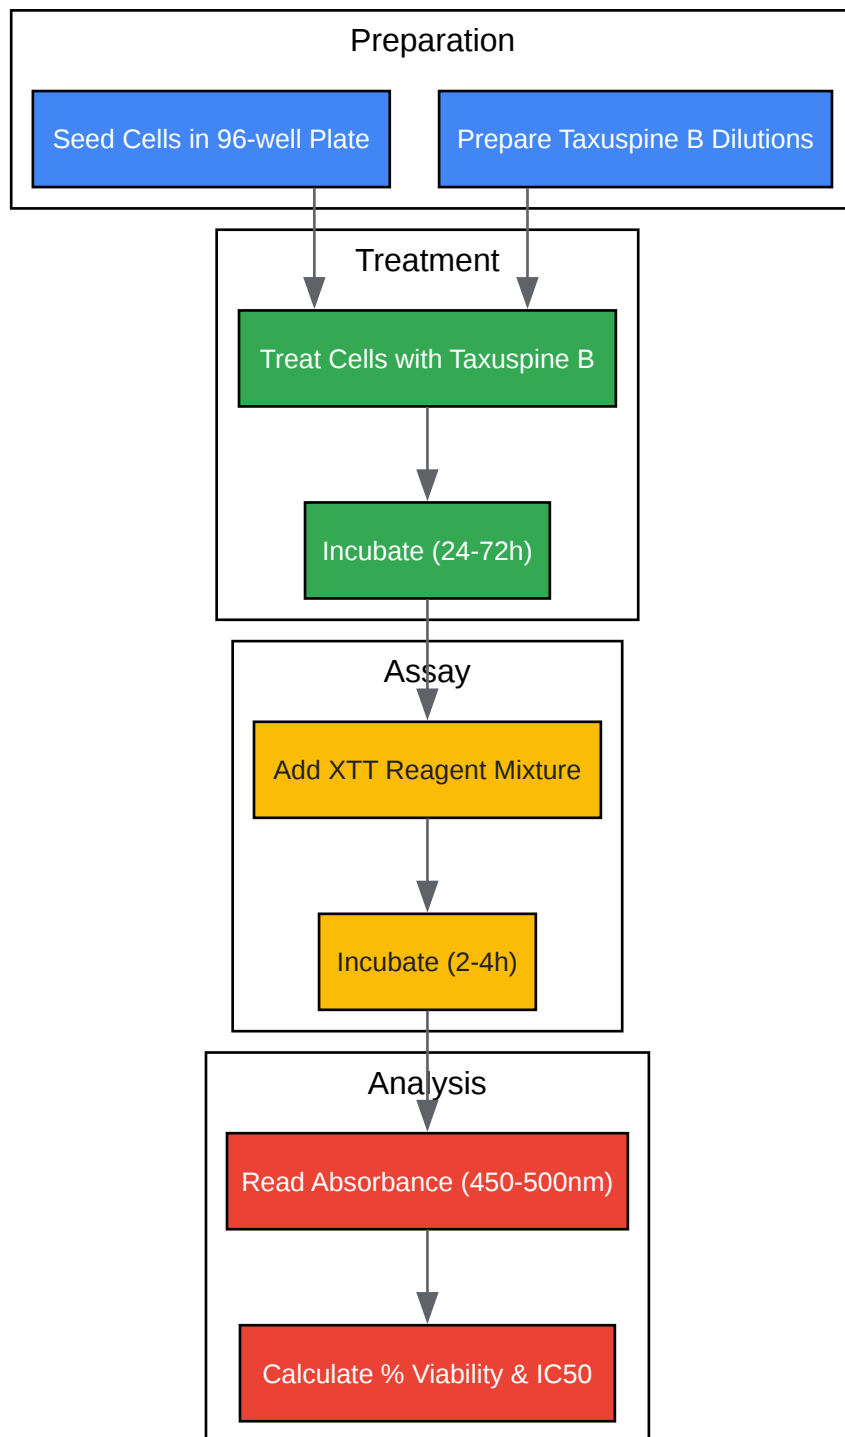 Preparation
Seed Cells in 96-well Plate
Prepare Taxuspine B Dilutions
Treatment
Treat Cells with Taxuspine B
Incubate (24-72h)
Assay
Add XTT Reagent Mixture
Incubate (2-4h)
Analysis
Read Absorbance (450-500nm)
Calculate % Viability & IC50